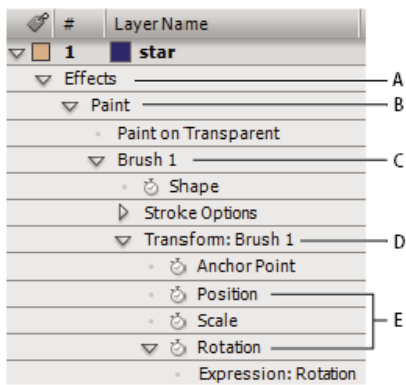 # Layer Name
1 star
Effects A
Paint B
Paint on Transparent
Brush 1 C
Shape
Stroke Options
Transform: Brush 1 D
Anchor Point
Position
Scale E
Rotation
Expression: Rotation